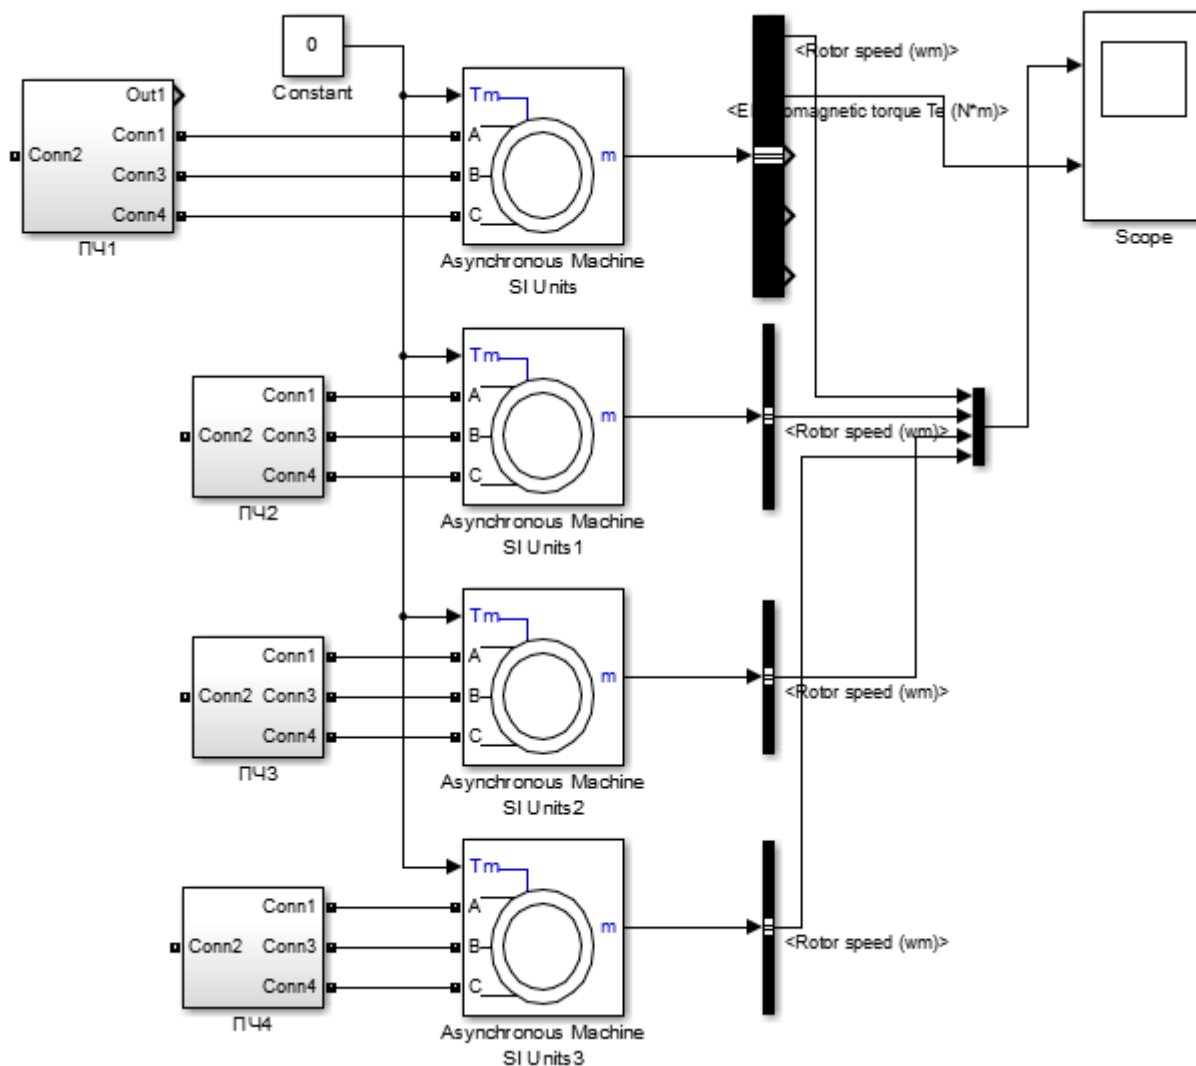 0
Constant
<Rotor speed (wm)>
Out1
Conn1
Conn2
Conn3
Conn4
ПЧ1
Tm
A
B
C
m
Asynchronous Machine
SI Units
omagnetic torque Te (N*m)>
Scope
Conn1
Conn2
Conn3
Conn4
ПЧ2
Tm
A
B
C
m
Asynchronous Machine
SI Units1
<Rotor speed (wm)>
Conn1
Conn2
Conn3
Conn4
ПЧ3
Tm
A
B
C
m
Asynchronous Machine
SI Units2
<Rotor speed (wm)>
Conn1
Conn2
Conn3
Conn4
ПЧ4
Tm
A
B
C
m
Asynchronous Machine
SI Units3
<Rotor speed (wm)>